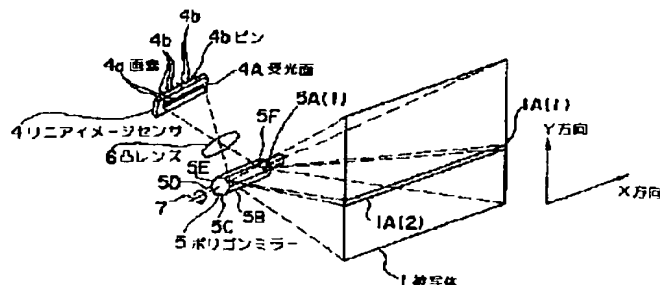 4b
4b 4b
4b ピン
4a 画素
4A 受光面
4 リニアイメージセンサ
5A(1)
5F
1A(1)
Y方向
6 凸レンズ
5E
5D
X方向
7
5B
5C
1A(2)
5 ポリゴンミラー
1 被写体